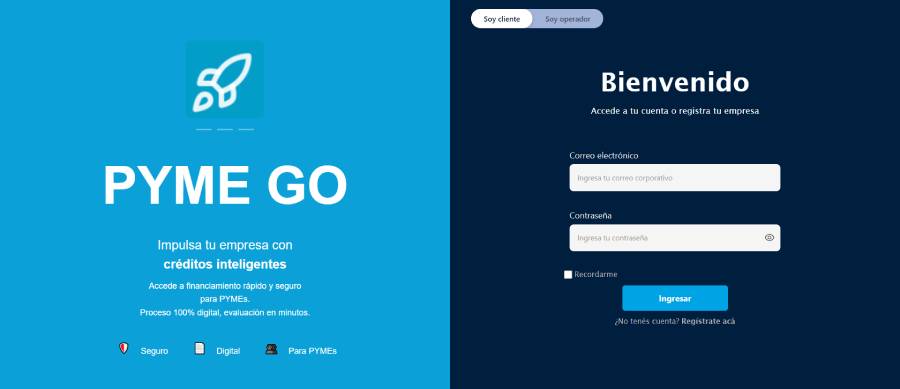 PYME GO
Impulsa tu empresa con
créditos inteligentes
Accede a financiamiento rápido y seguro
para PYMEs.
Proceso 100% digital, evaluación en minutos.
Seguro Digital Para PYMEs
Soy cliente Soy operador
Bienvenido
Accede a tu cuenta o registra tu empresa
Correo electrónico
Ingresa tu correo corporativo
Contraseña
Ingresa tu contraseña
Recordarme
Ingresar
¿No tenés cuenta? Registrate acá